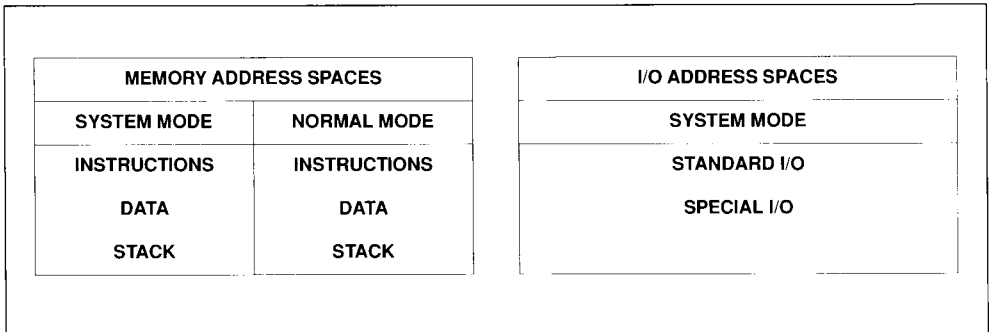 MEMORY ADDRESS SPACES
SYSTEM MODE NORMAL MODE
INSTRUCTIONS INSTRUCTIONS
DATA DATA
STACK STACK
I/O ADDRESS SPACES
SYSTEM MODE
STANDARD I/O
SPECIAL I/O